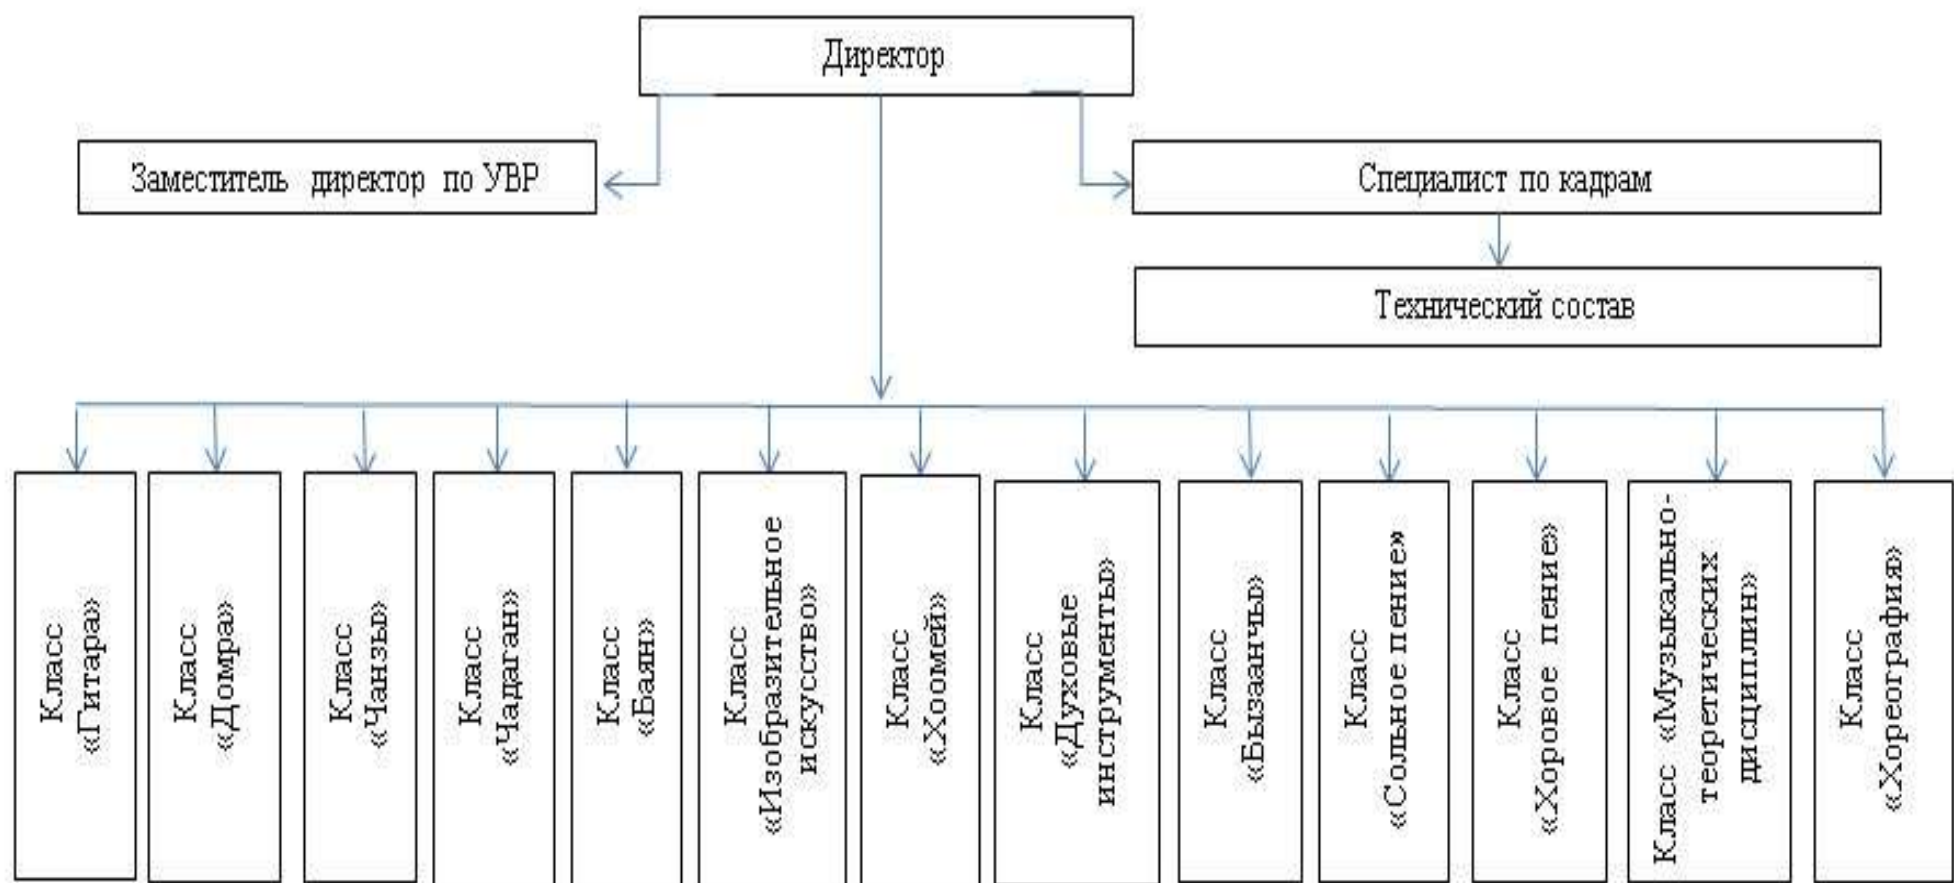 Директор
Заместитель директор по УВР
Специалист по кадрам
Технический состав
Класс
«Гитара»
Класс
«Домра»
Класс
«Чанзы»
Класс
«Чадаган»
Класс
«Баян»
Класс
«Изобразительное
искусство»
Класс
«Хоомей»
Класс
«Духовые
инструменты»
Класс
«Бызаанчы»
Класс
«Сольное пение»
Класс
«Хоровое пение»
Класс «Музыкально-
теоретических
дисциплин»
Класс
«Хореография»